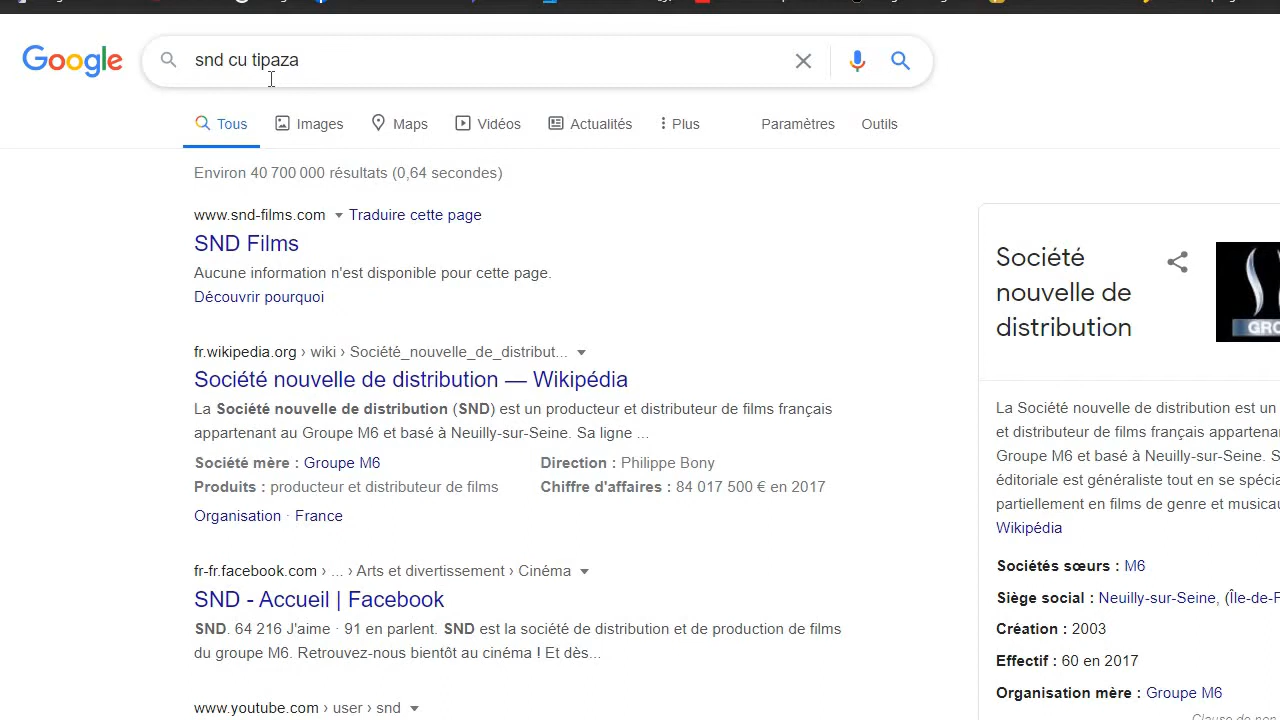 Google
snd cu tipaza
Tous Images Maps Vidéos Actualités Plus Paramètres Outils
Environ 40 700 000 résultats (0,64 secondes)
www.snd-films.com Traduire cette page
SND Films
Aucune information n'est disponible pour cette page.
Découvrir pourquoi
fr.wikipedia.org › wiki › Société_nouvelle_de_distribut...
Société nouvelle de distribution — Wikipédia
La Société nouvelle de distribution (SND) est un producteur et distributeur de films français
appartenant au Groupe M6 et basé à Neuilly-sur-Seine. Sa ligne ...
Société mère : Groupe M6 Direction : Philippe Bony
Produits : producteur et distributeur de films Chiffre d'affaires : 84 017 500 € en 2017
Organisation · France
fr-fr.facebook.com › ... › Arts et divertissement › Cinéma
SND - Accueil | Facebook
SND. 64 216 J'aime · 91 en parlent. SND est la société de distribution et de production de films
du groupe M6. Retrouvez-nous bientôt au cinéma ! Et dès...
www.youtube.com › user › snd
Société
nouvelle de
distribution
GRO
La Société nouvelle de distribution est un
et distributeur de films français appartena
Groupe M6 et basé à Neuilly-sur-Seine. S
éditoriale est généraliste tout en se spécia
partiellement en films de genre et musica
Wikipédia
Sociétés sœurs : M6
Siège social : Neuilly-sur-Seine, (Île-de-F
Création : 2003
Effectif : 60 en 2017
Organisation mère : Groupe M6